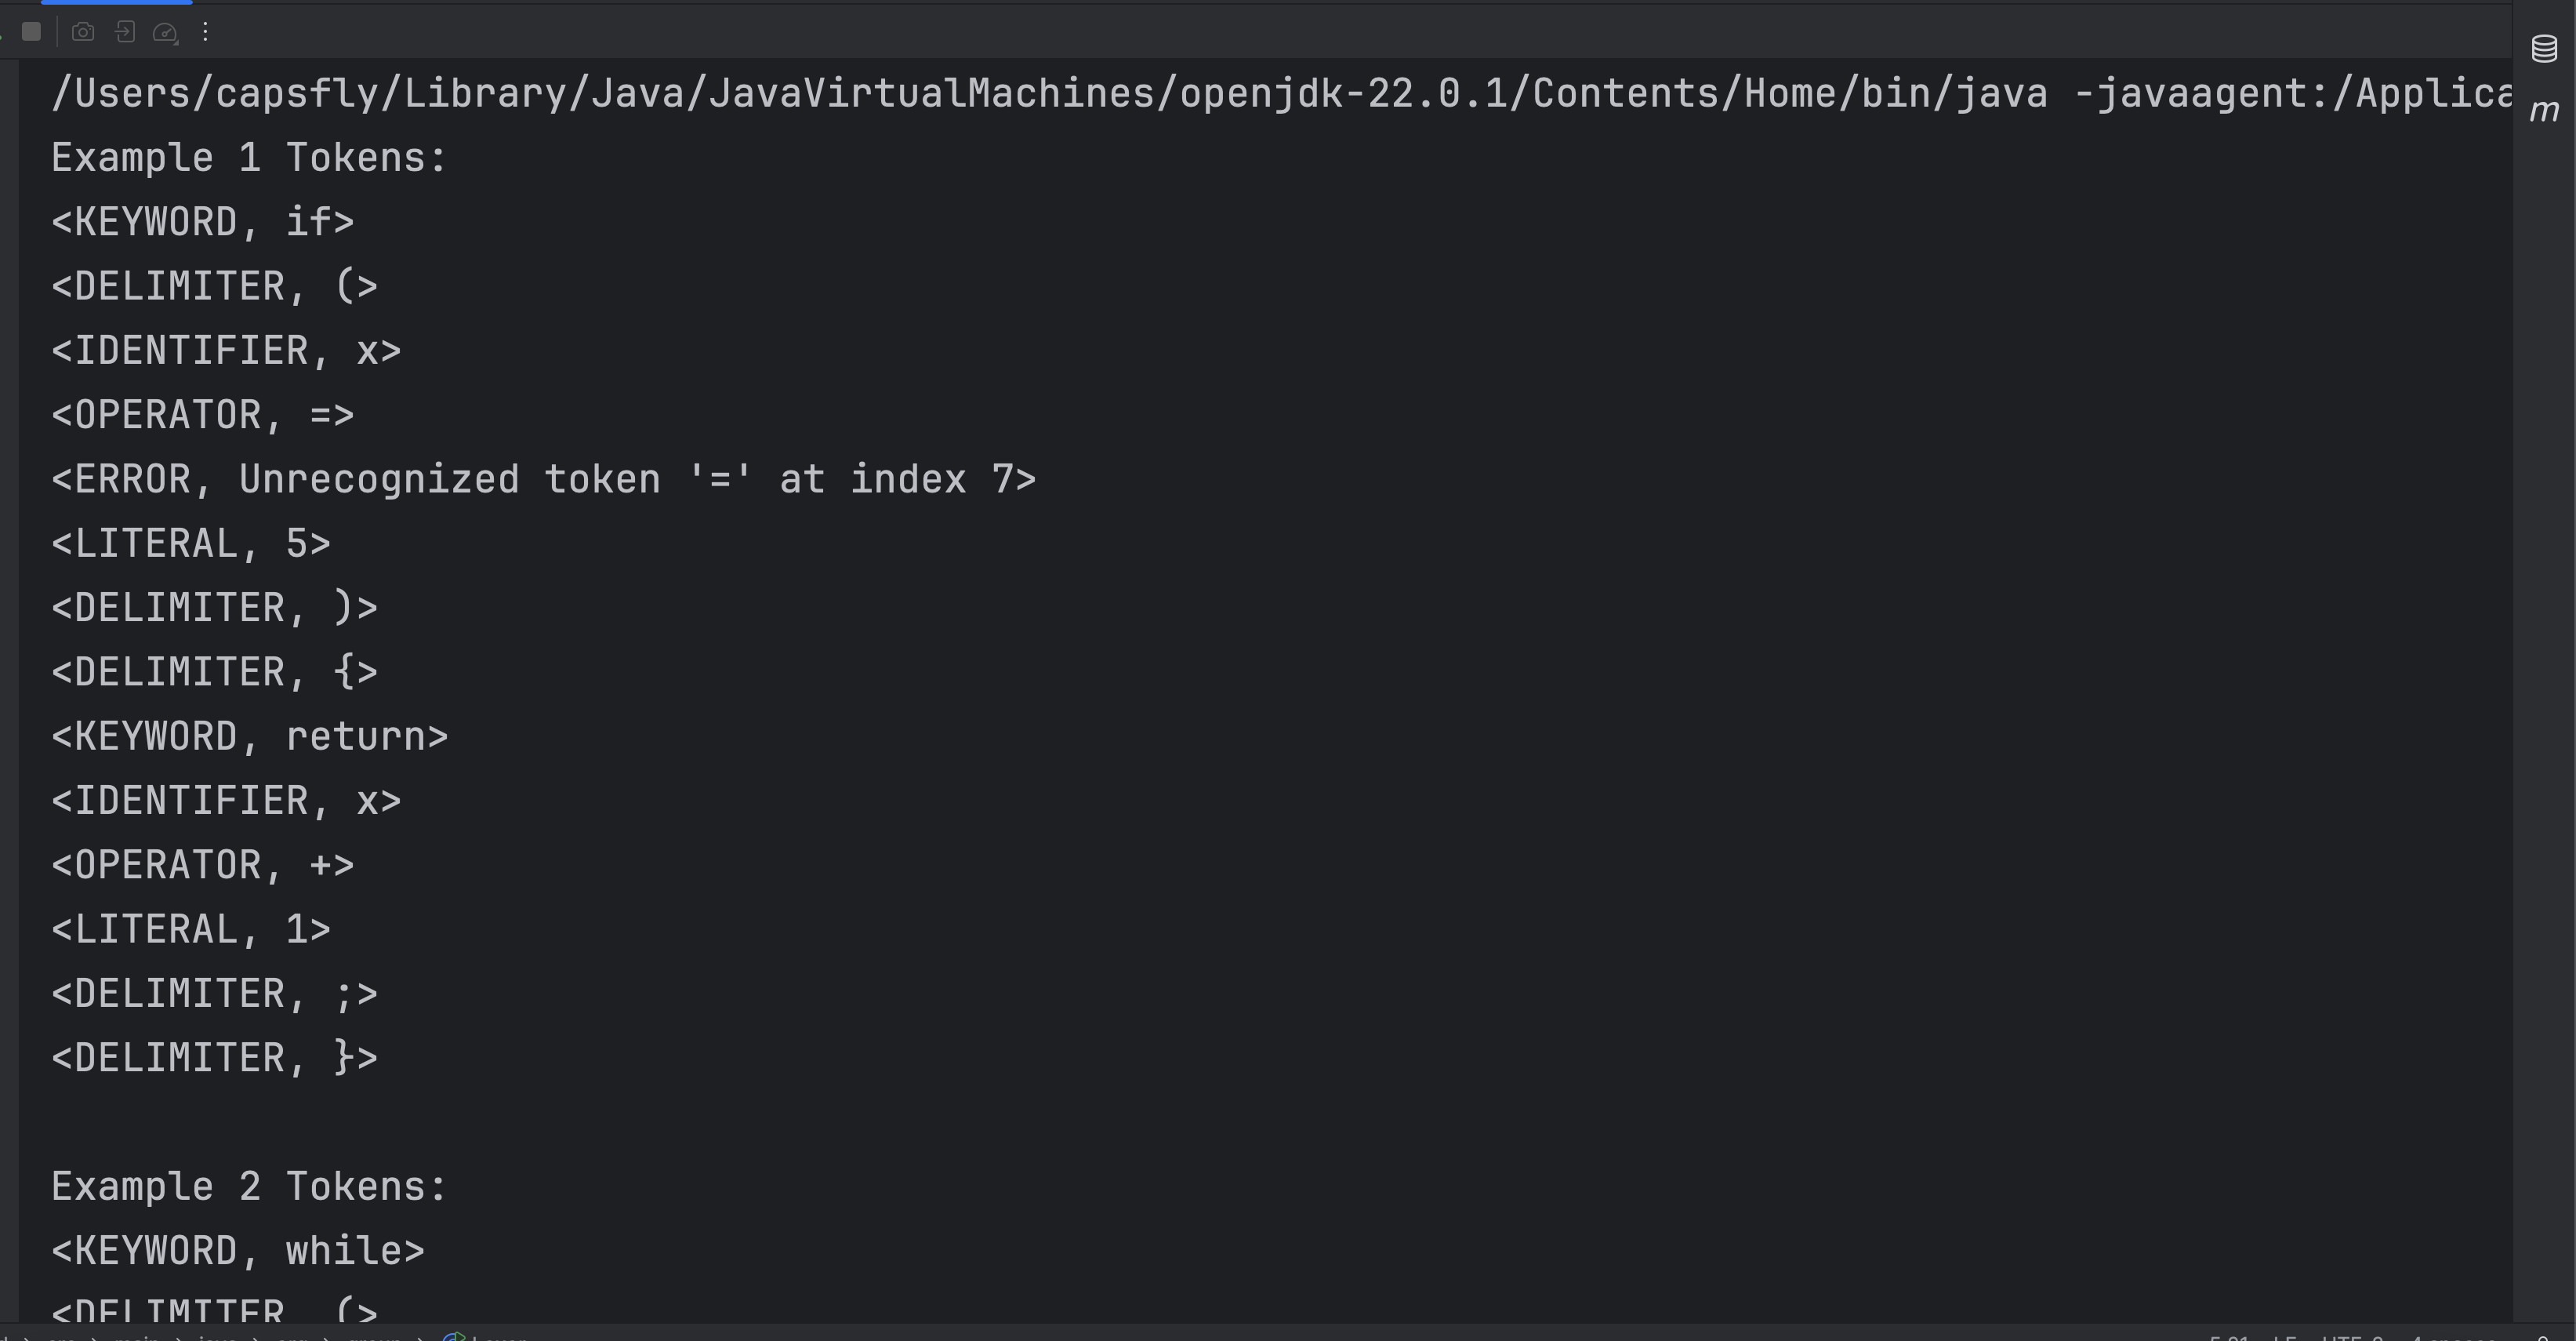 /Users/capsfly/Library/Java/JavaVirtualMachines/openjdk-22.0.1/Contents/Home/bin/java -javaagent:/Applica
m
Example 1 Tokens:
<KEYWORD, if>
<DELIMITER, (>
<IDENTIFIER, x>
<OPERATOR, =>
<ERROR, Unrecognized token '=' at index 7>
<LITERAL, 5>
<DELIMITER, )>
<DELIMITER, {>
<KEYWORD, return>
<IDENTIFIER, x>
<OPERATOR, +>
<LITERAL, 1>
<DELIMITER, ;>
<DELIMITER, }>
Example 2 Tokens:
<KEYWORD, while>
<DELIMITER, (>